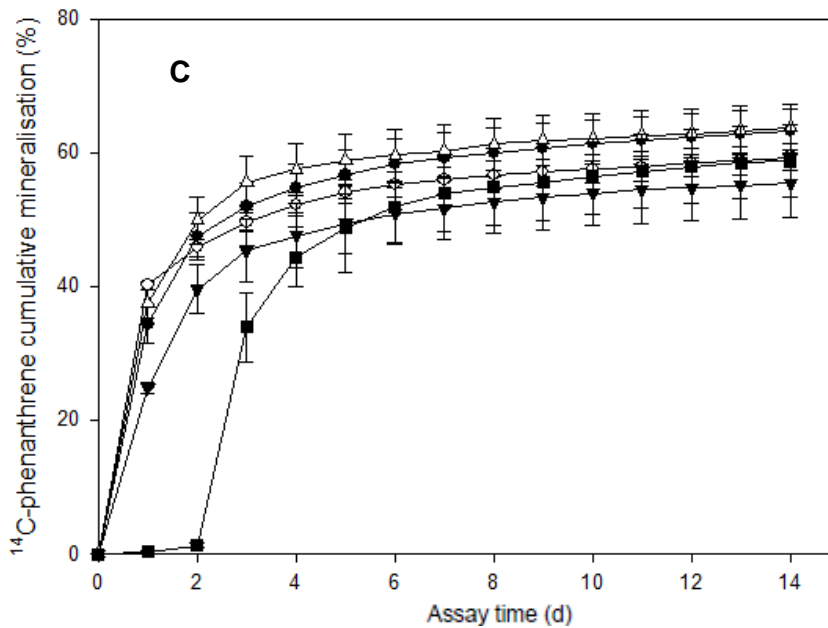 80
C
60
40
20
0
0 2 4 6 8 10 12 14
Assay time (d)
¹⁴C-phenanthrene cumulative mineralisation (%)